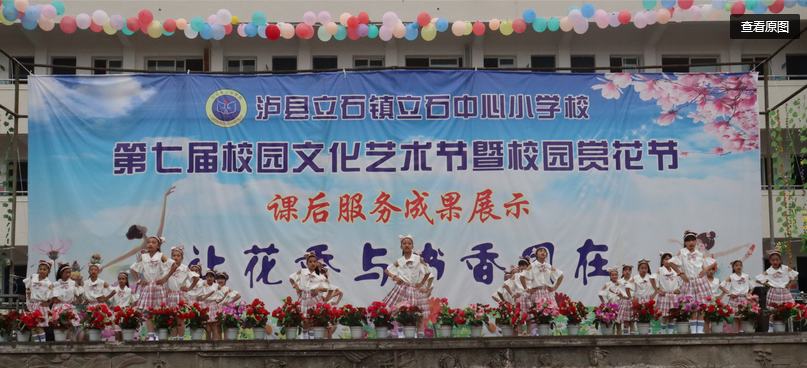 查看原图
泸县立石镇立石中心小学校
第七届校园文化艺术节暨校园赏花节
课后服务成果展示
让花香与书香同在